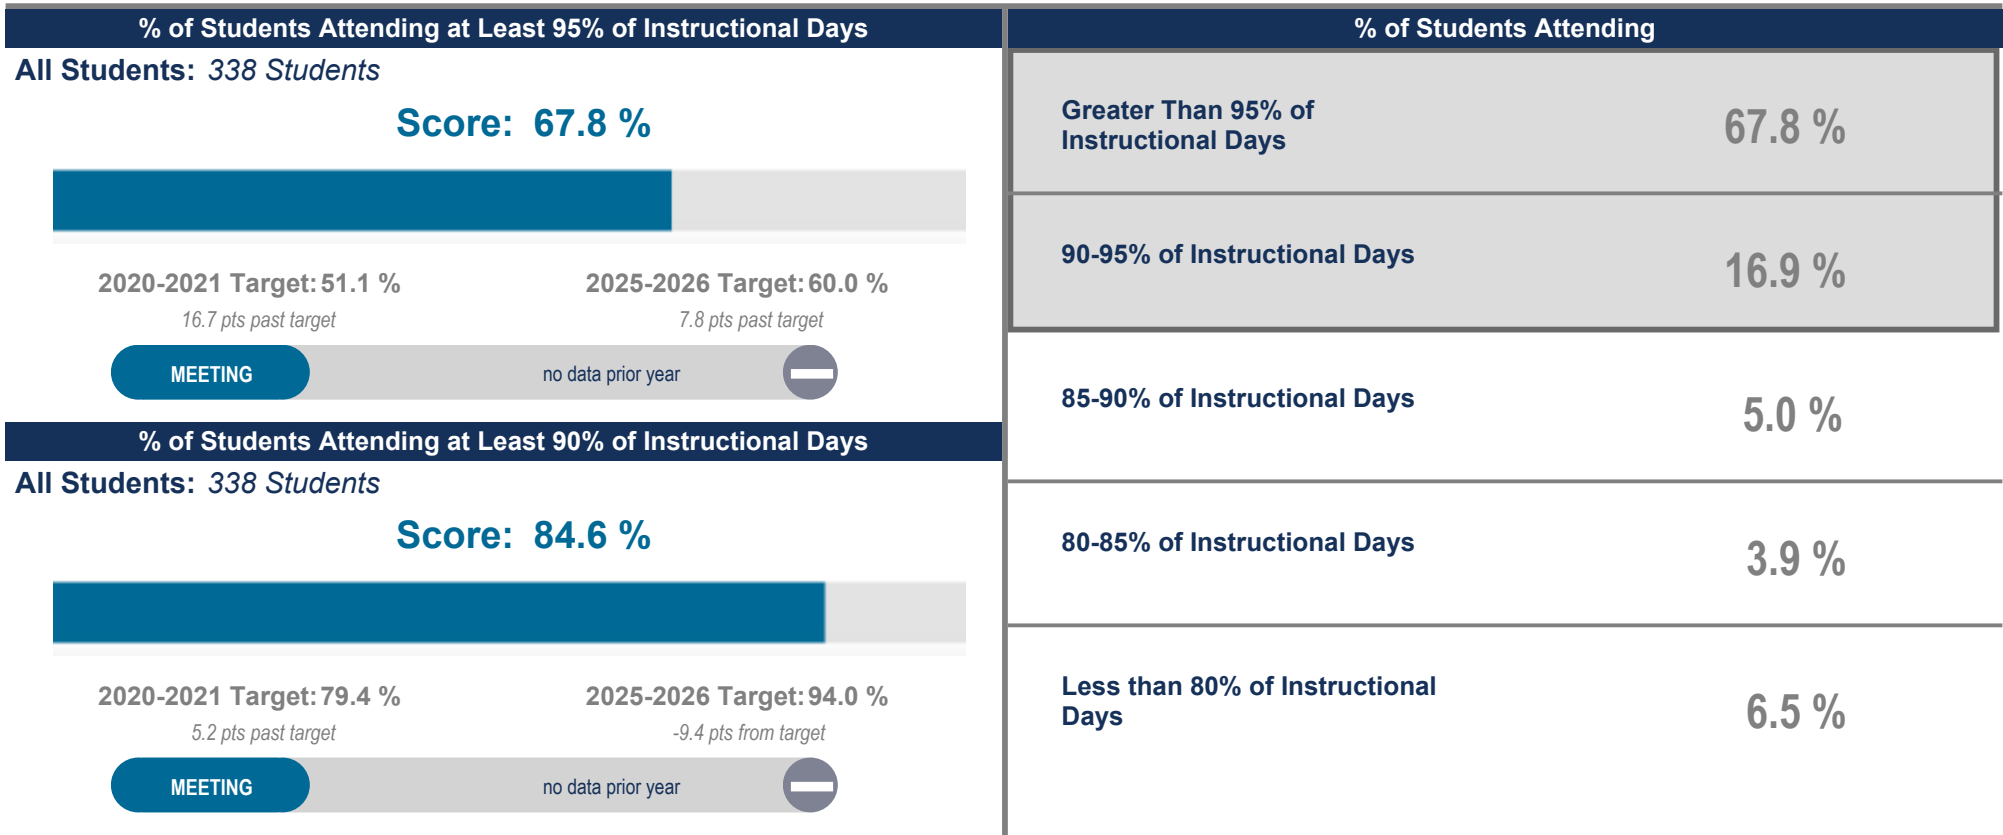 % of Students Attending at Least 95% of Instructional Days
All Students: 338 Students
Score: 67.8 %
2020-2021 Target: 51.1 %
16.7 pts past target
2025-2026 Target: 60.0 %
7.8 pts past target
MEETING
no data prior year
% of Students Attending at Least 90% of Instructional Days
All Students: 338 Students
Score: 84.6 %
2020-2021 Target: 79.4 %
5.2 pts past target
2025-2026 Target: 94.0 %
-9.4 pts from target
MEETING
no data prior year
% of Students Attending
Greater Than 95% of
Instructional Days
67.8 %
90-95% of Instructional Days
16.9 %
85-90% of Instructional Days
5.0 %
80-85% of Instructional Days
3.9 %
Less than 80% of Instructional
Days
6.5 %